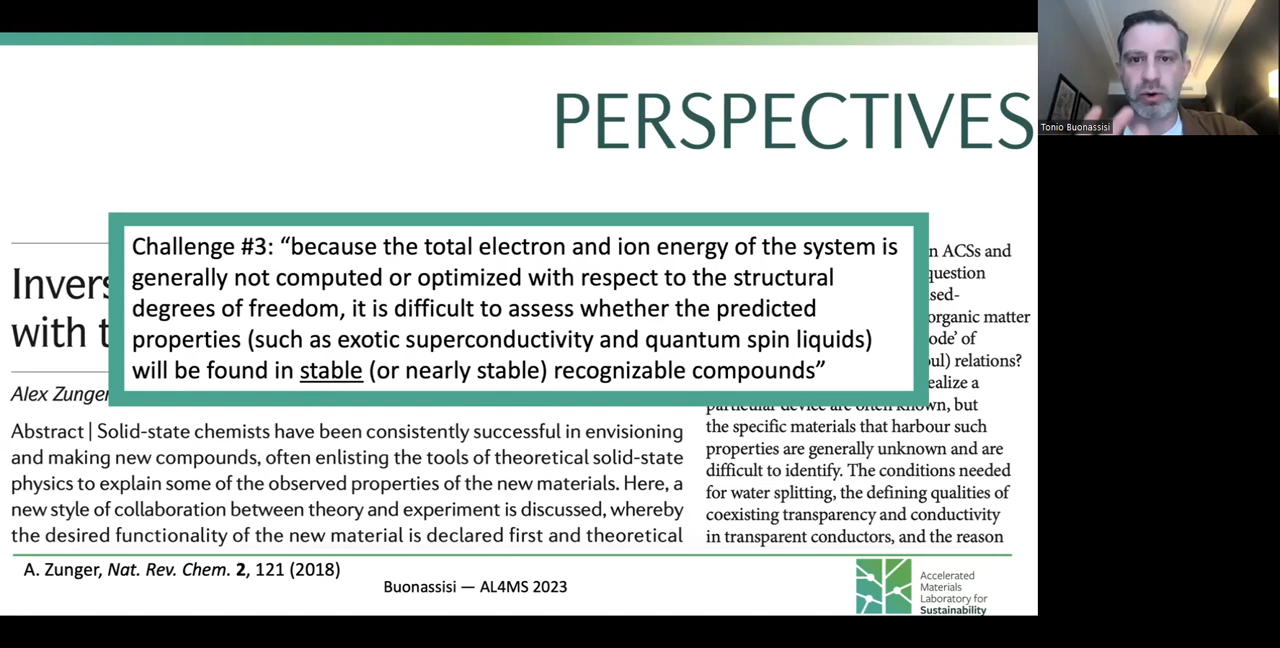 PERSPECTIVES
Tonio Buonassisi
Challenge #3: “because the total electron and ion energy of the system is
generally not computed or optimized with respect to the structural
degrees of freedom, it is difficult to assess whether the predicted
properties (such as exotic superconductivity and quantum spin liquids)
will be found in stable (or nearly stable) recognizable compounds”
Invers
with t
Alex Zunger
Abstract | Solid-state chemists have been consistently successful in envisioning
and making new compounds, often enlisting the tools of theoretical solid-state
physics to explain some of the observed properties of the new materials. Here, a
new style of collaboration between theory and experiment is discussed, whereby
the desired functionality of the new material is declared first and theoretical
n ACSs and
question
sed-
organic matter
ode’ of
oul) relations?
ealize a
particular device are often known, but
the specific materials that harbour such
properties are generally unknown and are
difficult to identify. The conditions needed
for water splitting, the defining qualities of
coexisting transparency and conductivity
in transparent conductors, and the reason
A. Zunger, Nat. Rev. Chem. 2, 121 (2018)
Buonassisi — AL4MS 2023
Accelerated
Materials
Laboratory for
Sustainability